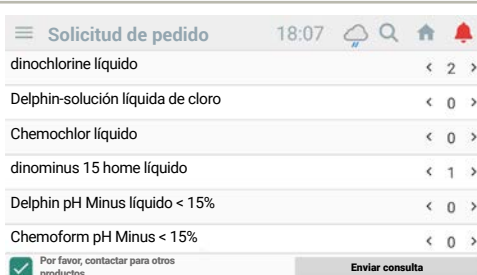 Solicitud de pedido 18:07
dinochlorine líquido < 2 >
Delphin-solución líquida de cloro < 0 >
Chemochlor líquido < 0 >
dinominus 15 home líquido < 1 >
Delphin pH Minus líquido < 15% < 0 >
Chemoform pH Minus < 15% < 0 >
Por favor, contactar para otros
productos
Enviar consulta